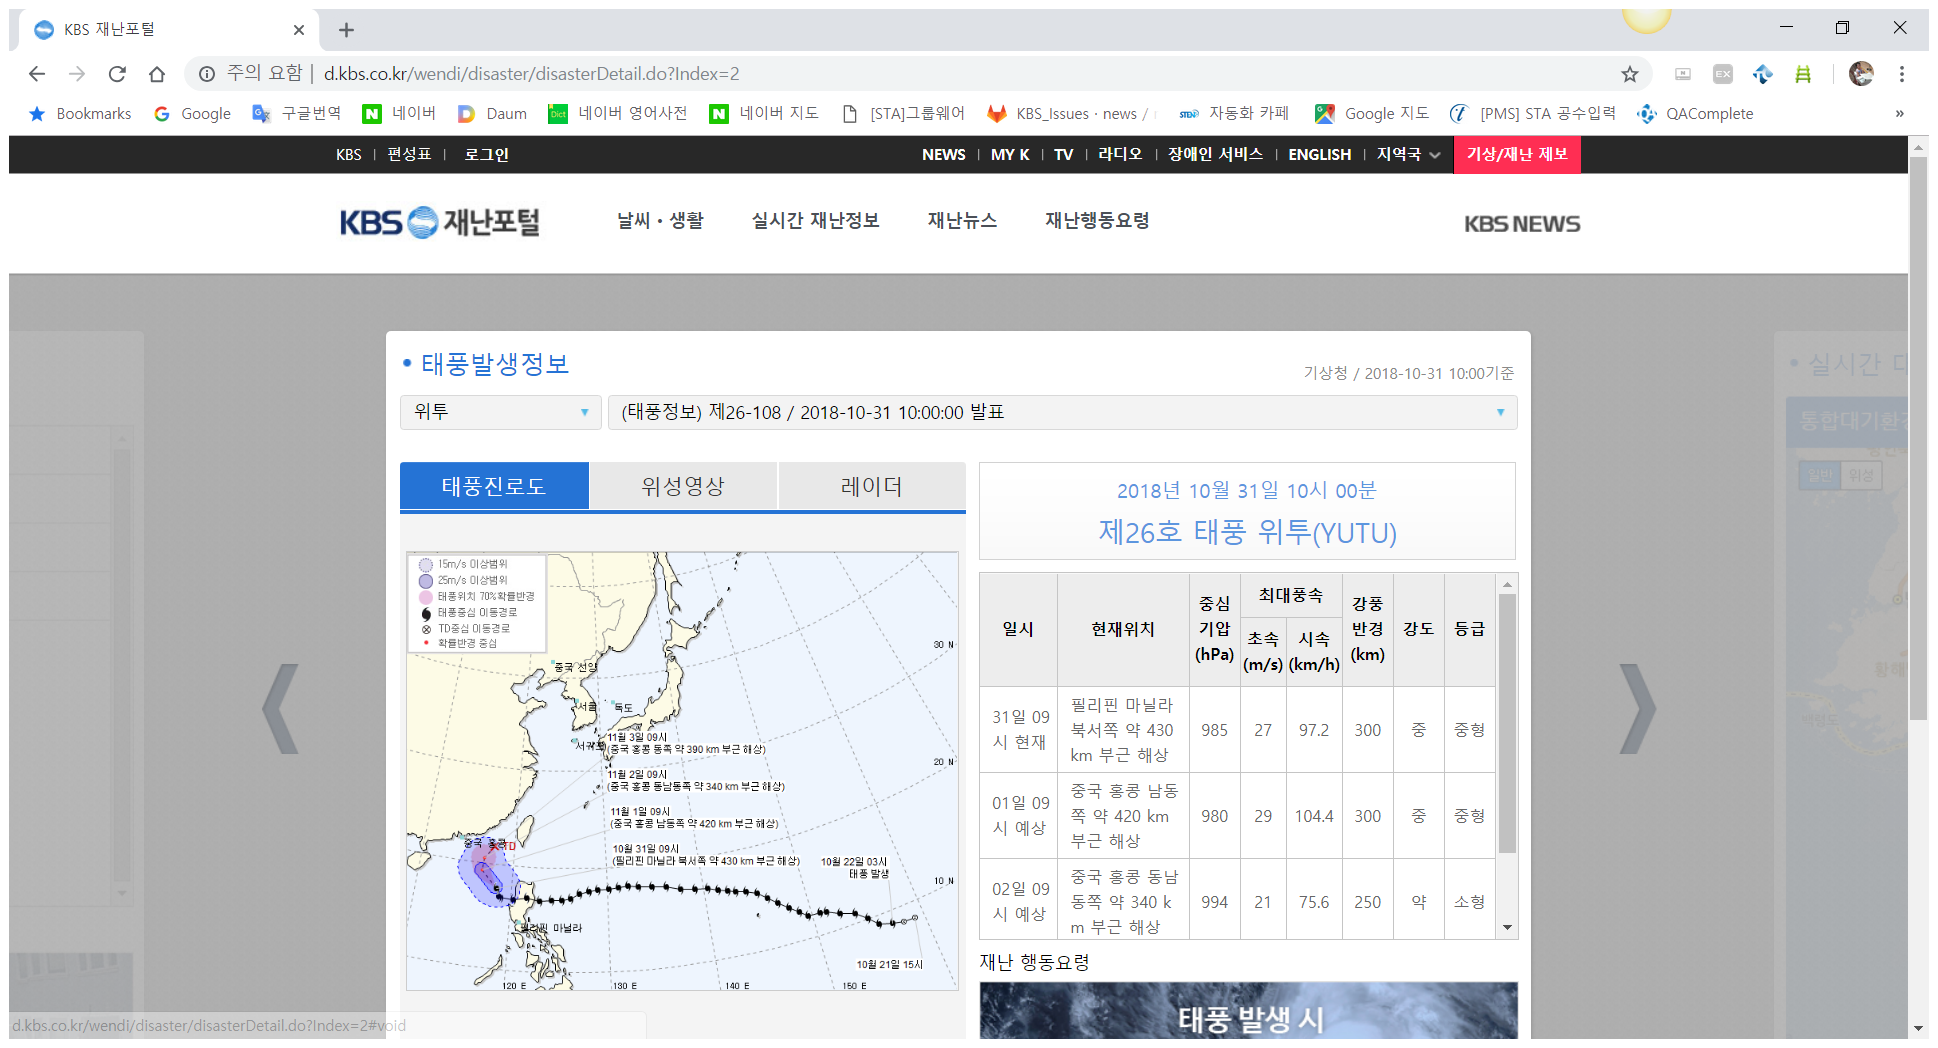 KBS 재난포털
주의 요함 | d.kbs.co.kr/wendi/disaster/disasterDetail.do?Index=2
EX
Bookmarks Google 구글번역 네이버 Daum 네이버 영어사전 네이버 지도 [STA]그룹웨어 KBS_Issues · news / 자동화 카페 Google 지도 [PMS] STA 공수입력 QAComplete »
KBS | 편성표 | 로그인 NEWS | MY K | TV | 라디오 | 장애인 서비스 | ENGLISH | 지역국 기상/재난 제보
KBS 재난포털 날씨 • 생활 실시간 재난정보 재난뉴스 재난행동요령 KBS NEWS
• 태풍발생정보
기상청 / 2018-10-31 10:00기준
위투 (태풍정보) 제26-108 / 2018-10-31 10:00:00 발표
태풍진로도 위성영상 레이더
15m/s 이상범위
25m/s 이상범위
태풍위치 70%확률반경
태풍중심 이동경로
TD중심 이동경로
확률반경 중심
중국 선양
서울
독도
서귀포
11월 3일 09시
(중국 홍콩 동쪽 약 390 km 부근 해상)
11월 2일 09시
(중국 홍콩 동남동쪽 약 340 km 부근 해상)
11월 1일 09시
(중국 홍콩 남동쪽 약 420 km 부근 해상)
10월 31일 09시
(필리핀 마닐라 북서쪽 약 430 km 부근 해상)
10월 22일 03시
태풍 발생
중국 홍콩
TD
필리핀 마닐라
10월 21일 15시
30 N
20 N
10 N
120 E 130 E 140 E 150 E
2018년 10월 31일 10시 00분
제26호 태풍 위투(YUTU)
일시 현재위치 중심 기압 (hPa) 최대풍속 초속 (m/s) 시속 (km/h) 강풍 반경 (km) 강도 등급
31일 09시 현재 필리핀 마닐라 북서쪽 약 430 km 부근 해상 985 27 97.2 300 중 중형
01일 09시 예상 중국 홍콩 남동쪽 약 420 km 부근 해상 980 29 104.4 300 중 중형
02일 09시 예상 중국 홍콩 동남동쪽 약 340 km 부근 해상 994 21 75.6 250 약 소형
재난 행동요령
태풍 발생 시
• 실시간 대
통합대기환경
일반 위성
d.kbs.co.kr/wendi/disaster/disasterDetail.do?Index=2#void